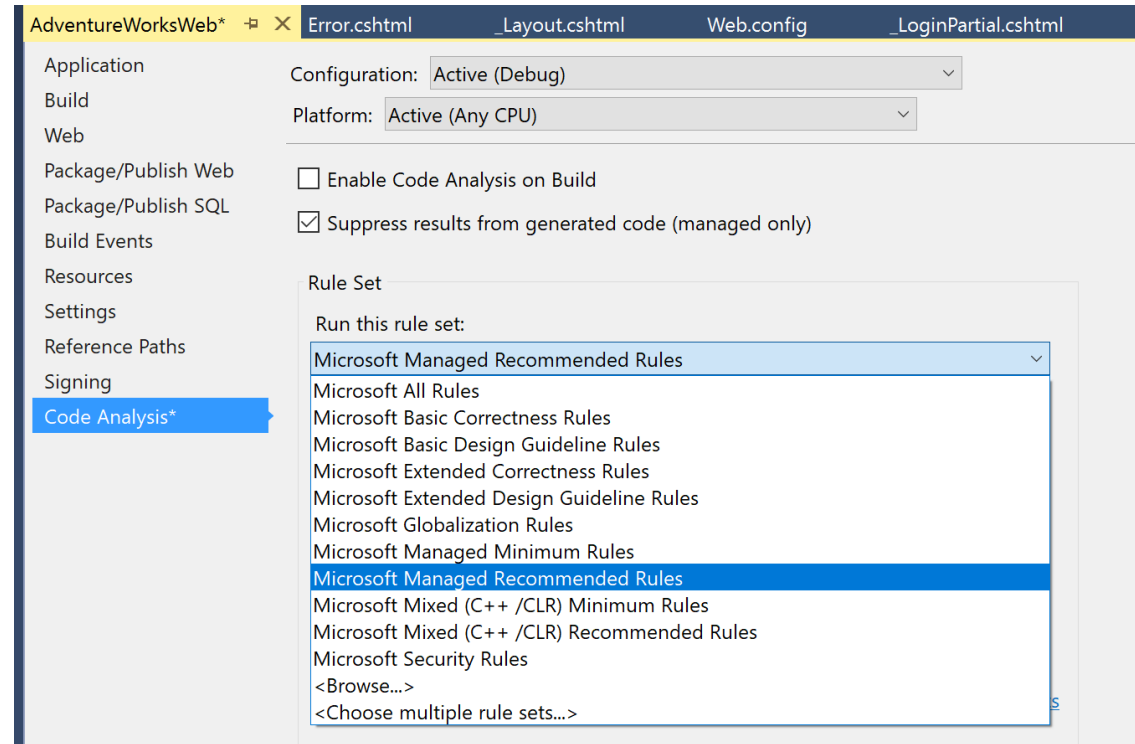 AdventureWorksWeb* Error.cshtml _Layout.cshtml Web.config _LoginPartial.cshtml
Application
Build
Web
Package/Publish Web
Package/Publish SQL
Build Events
Resources
Settings
Reference Paths
Signing
Code Analysis*
Configuration: Active (Debug)
Platform: Active (Any CPU)
Enable Code Analysis on Build
Suppress results from generated code (managed only)
Rule Set
Run this rule set:
Microsoft Managed Recommended Rules
Microsoft All Rules
Microsoft Basic Correctness Rules
Microsoft Basic Design Guideline Rules
Microsoft Extended Correctness Rules
Microsoft Extended Design Guideline Rules
Microsoft Globalization Rules
Microsoft Managed Minimum Rules
Microsoft Managed Recommended Rules
Microsoft Mixed (C++ /CLR) Minimum Rules
Microsoft Mixed (C++ /CLR) Recommended Rules
Microsoft Security Rules
<Browse...>
<Choose multiple rule sets...>